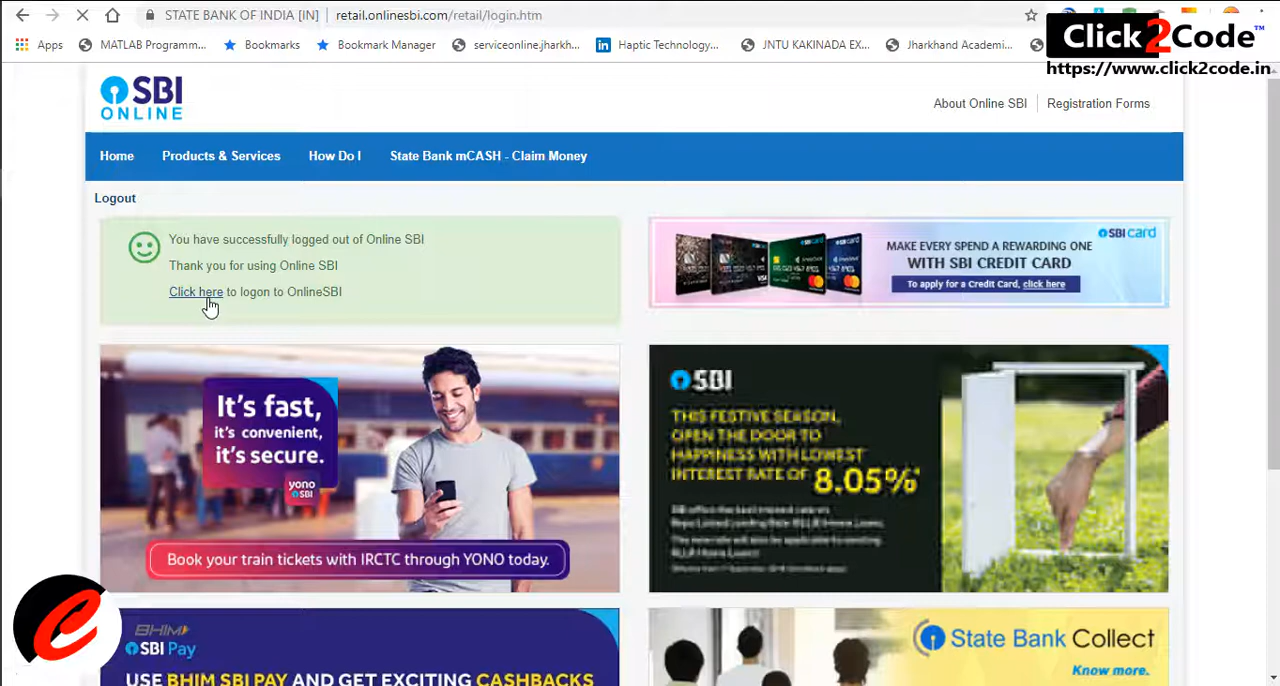 STATE BANK OF INDIA [IN]
retail.onlinesbi.com/retail/login.htm
Click2Code™
https://www.click2code.in
Apps
MATLAB Programm...
Bookmarks
Bookmark Manager
serviceonline.jharkh...
Haptic Technology,...
JNTU KAKINADA EX...
Jharkhand Academi...
SBI
ONLINE
About Online SBI
Registration Forms
Home
Products & Services
How Do I
State Bank mCASH - Claim Money
Logout
You have successfully logged out of Online SBI
Thank you for using Online SBI
Click here to logon to OnlineSBI
SBI card
MAKE EVERY SPEND A REWARDING ONE
WITH SBI CREDIT CARD
To apply for a Credit Card, click here
It's fast,
it's convenient,
it's secure.
yono
SBI
Book your train tickets with IRCTC through YONO today.
SBI
THIS FESTIVE SEASON,
OPEN THE DOOR TO
HAPPINESS WITH LOWEST
INTEREST RATE OF 8.05%*
BHIM
SBI Pay
USE BHIM SBI PAY AND GET EXCITING CASHBACKS
State Bank Collect
Know more.